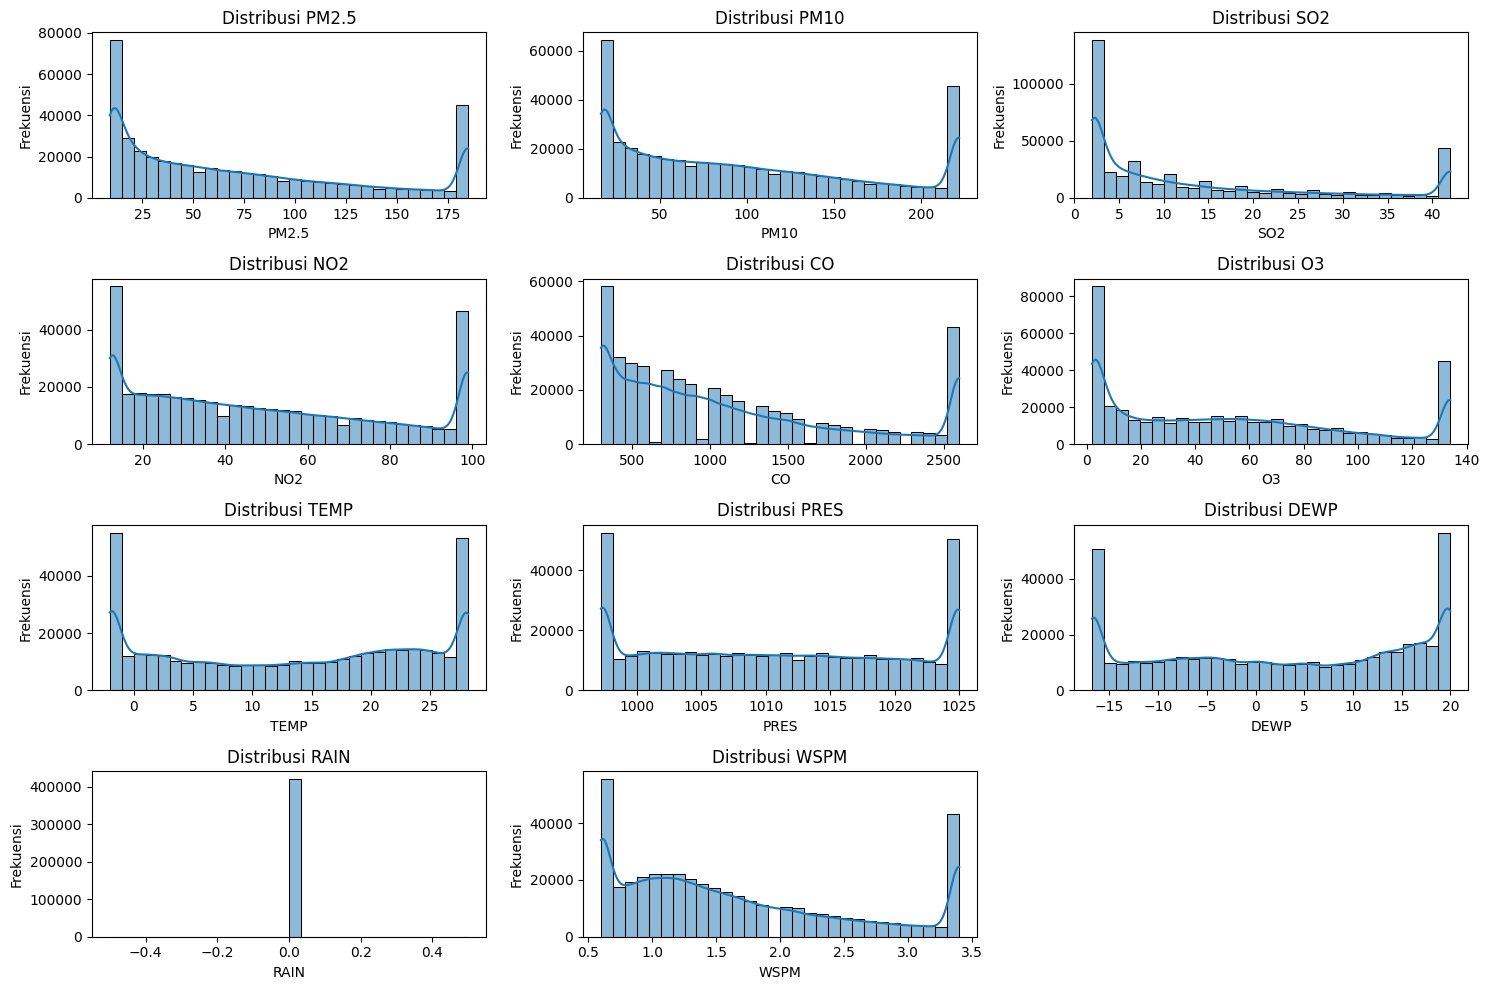 Distribusi PM2.5
Frekuensi
80000
60000
40000
20000
0
25 50 75 100 125 150 175
PM2.5
Distribusi PM10
Frekuensi
60000
40000
20000
0
50 100 150 200
PM10
Distribusi SO2
Frekuensi
100000
50000
0
0 5 10 15 20 25 30 35 40
SO2
Distribusi NO2
Frekuensi
40000
20000
0
20 40 60 80 100
NO2
Distribusi CO
Frekuensi
60000
40000
20000
0
500 1000 1500 2000 2500
CO
Distribusi O3
Frekuensi
80000
60000
40000
20000
0
0 20 40 60 80 100 120 140
O3
Distribusi TEMP
Frekuensi
40000
20000
0
0 5 10 15 20 25
TEMP
Distribusi PRES
Frekuensi
40000
20000
0
1000 1005 1010 1015 1020 1025
PRES
Distribusi DEWP
Frekuensi
40000
20000
0
−15 −10 −5 0 5 10 15 20
DEWP
Distribusi RAIN
Frekuensi
400000
300000
200000
100000
0
−0.4 −0.2 0.0 0.2 0.4
RAIN
Distribusi WSPM
Frekuensi
40000
20000
0
0.5 1.0 1.5 2.0 2.5 3.0 3.5
WSPM